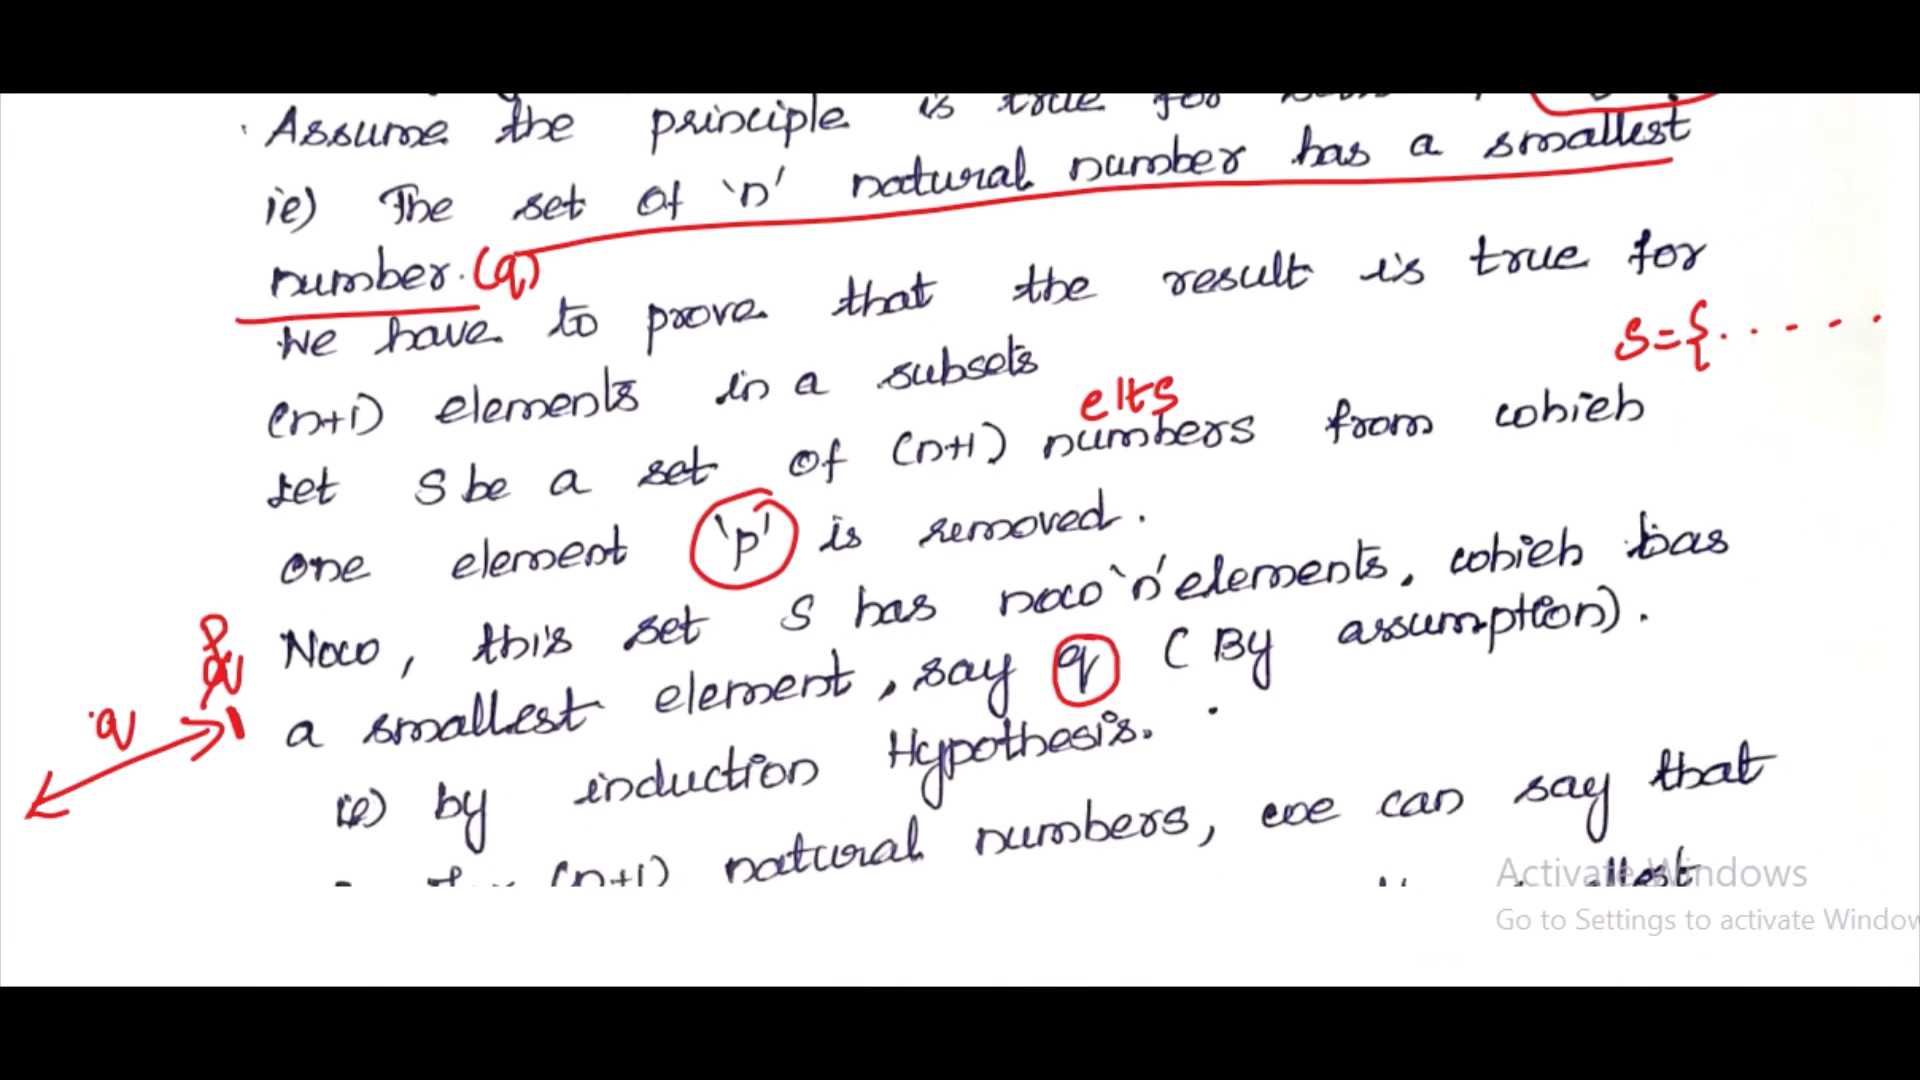 Assume the principle is true for
ie) The set of 'n' natural number has a smallest
number. (q)
We have to prove that the result is true for
(n+1) elements in a subsets
S={......
elts
Let S be a set of (n+1) numbers from which
one element 'p' is removed.
Now, this set S has now 'n' elements, which has
a smallest element, say q (By assumption).
q
ie) by induction Hypothesis.
(n+1) natural numbers, we can say that
Activate Windows
Go to Settings to activate Window